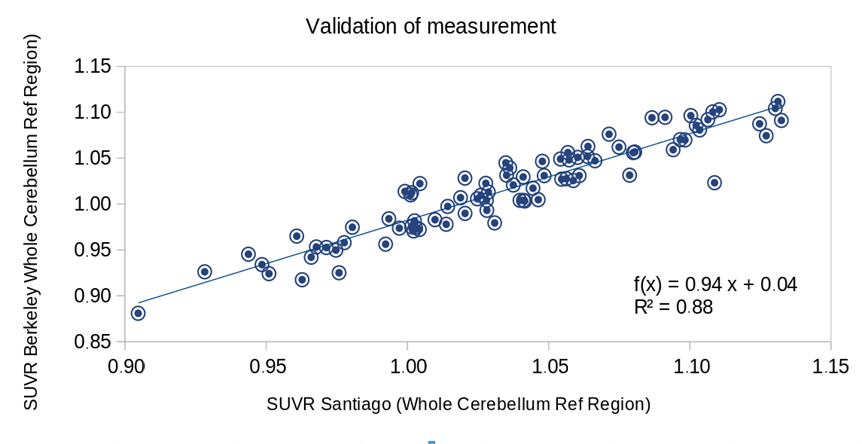 Validation of measurement
SUVR Berkeley Whole Cerebellum Ref Region)
1.15
1.10
1.05
1.00
0.95
0.90
0.85
f(x) = 0.94 x + 0.04
R² = 0.88
0.90 0.95 1.00 1.05 1.10 1.15
SUVR Santiago (Whole Cerebellum Ref Region)